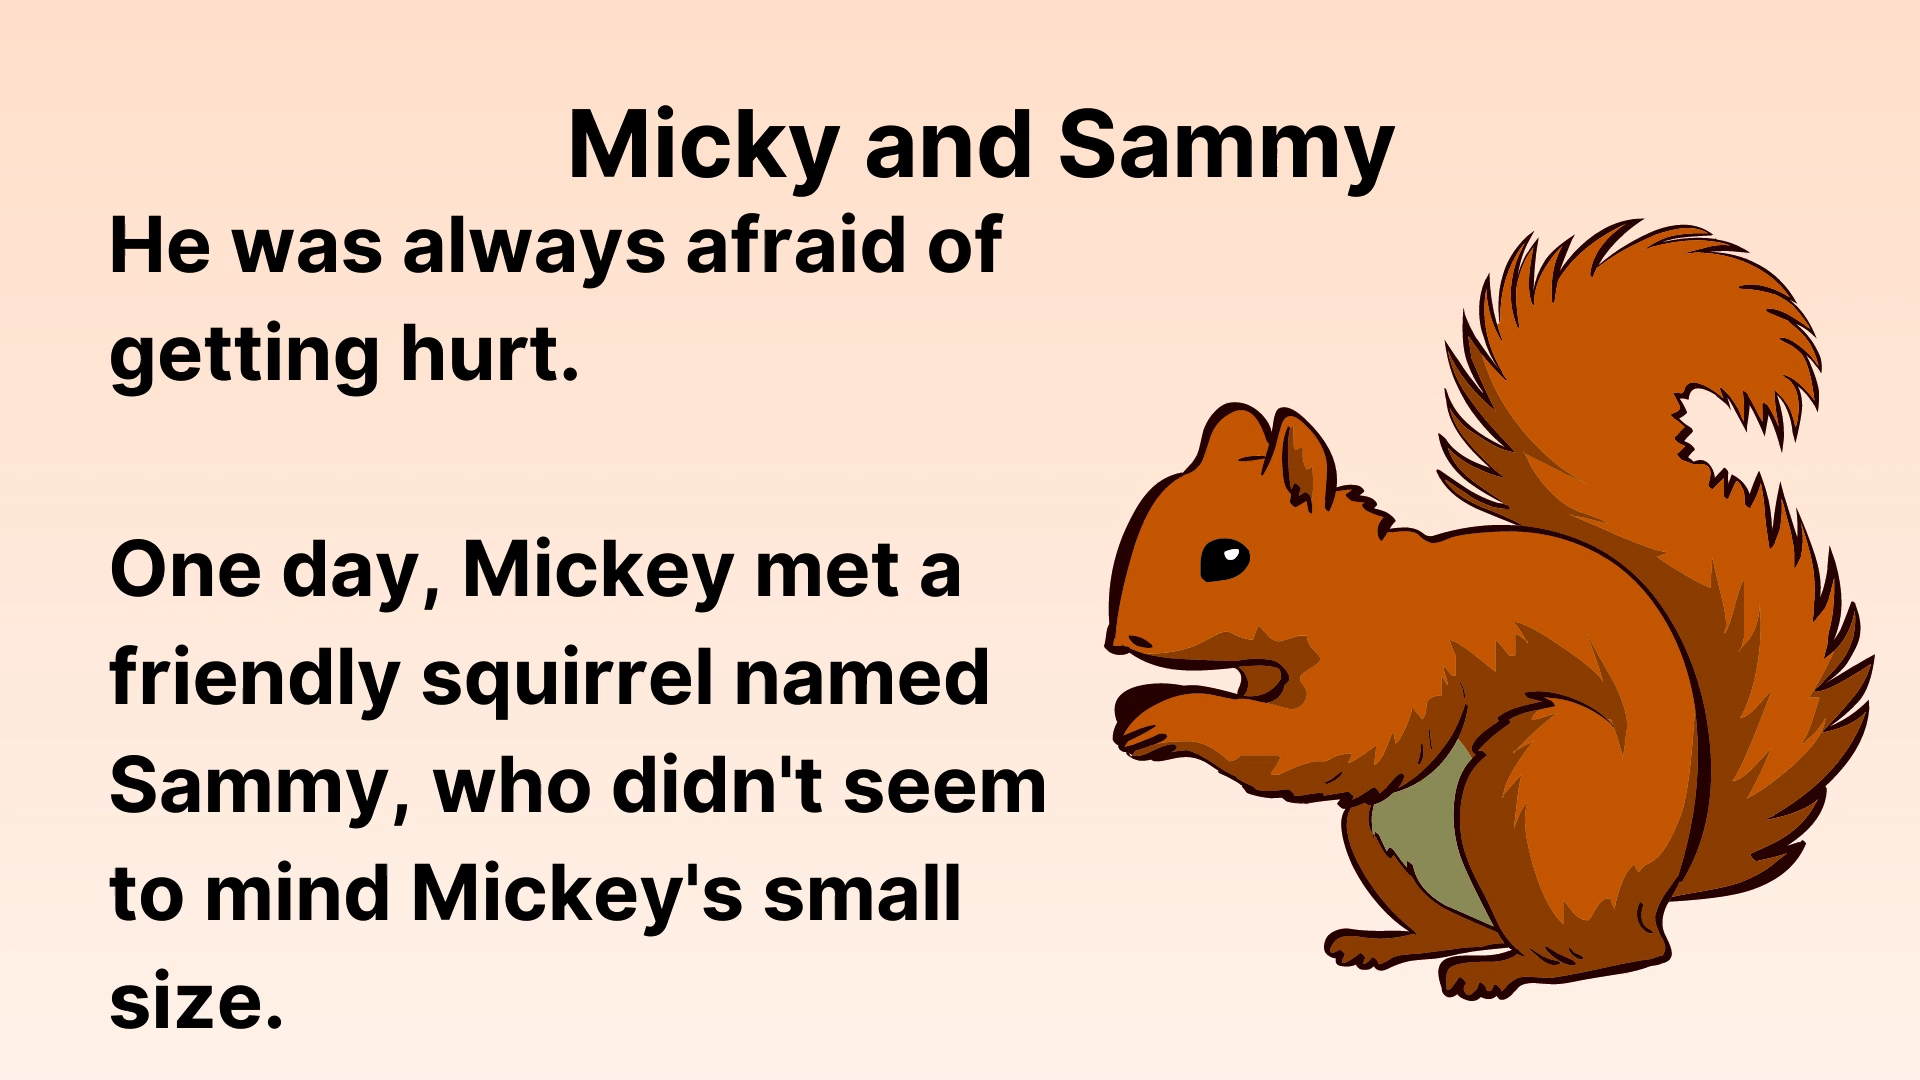 Micky and Sammy
He was always afraid of
getting hurt.
One day, Mickey met a
friendly squirrel named
Sammy, who didn't seem
to mind Mickey's small
size.